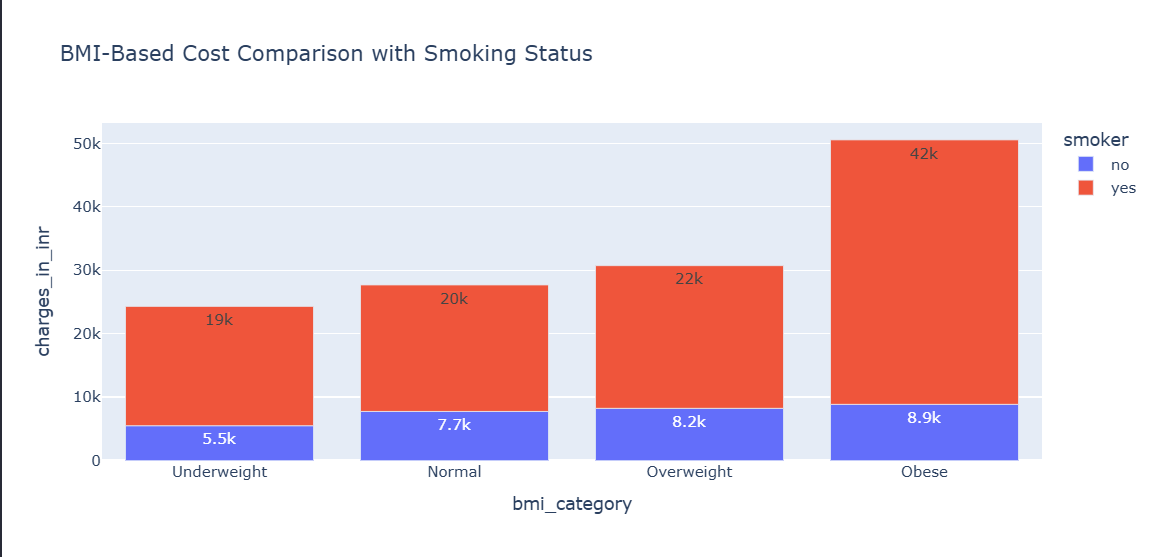 BMI-Based Cost Comparison with Smoking Status
smoker
no
yes
charges_in_inr
50k
40k
30k
20k
10k
0
19k
20k
22k
42k
5.5k
7.7k
8.2k
8.9k
Underweight
Normal
Overweight
Obese
bmi_category